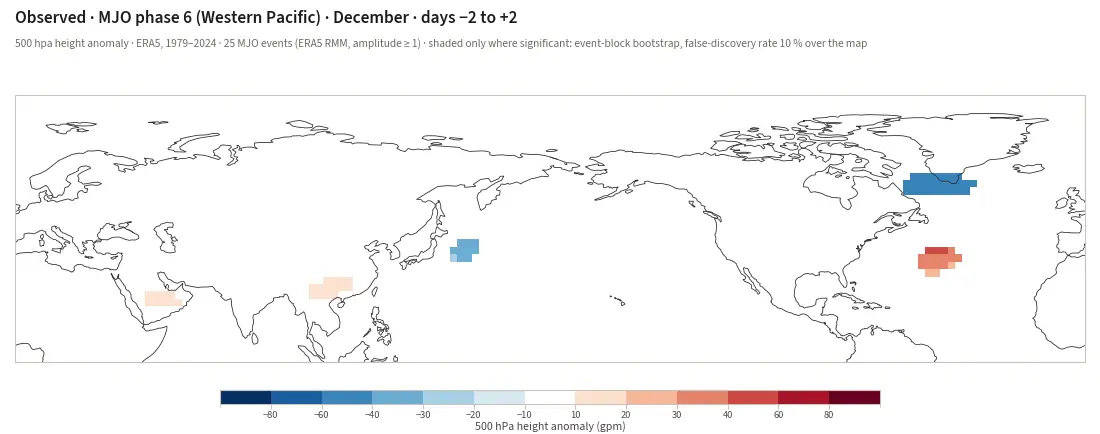 Observed · MJO phase 6 (Western Pacific) · December · days −2 to +2
500 hpa height anomaly · ERA5, 1979–2024 · 25 MJO events (ERA5 RMM, amplitude ≥ 1) · shaded only where significant: event-block bootstrap, false-discovery rate 10 % over the map
−80 −60 −40 −30 −20 −10 10 20 30 40 60 80
500 hPa height anomaly (gpm)